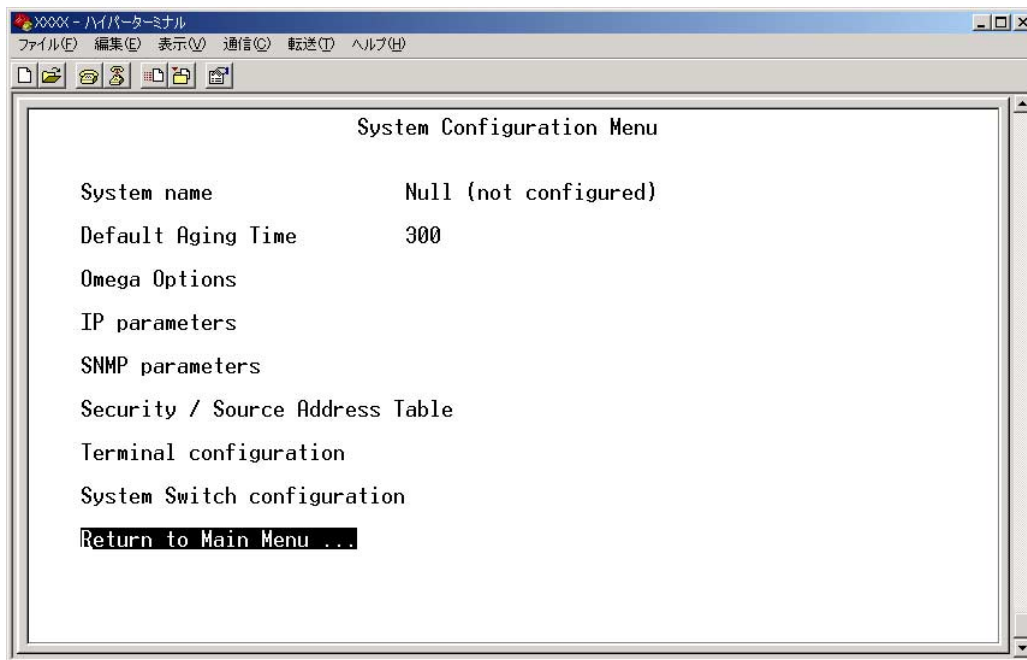 XXXX - ハイパーターミナル
ファイル(F) 編集(E) 表示(V) 通信(C) 転送(T) ヘルプ(H)
System Configuration Menu
System name Null (not configured)
Default Aging Time 300
Omega Options
IP parameters
SNMP parameters
Security / Source Address Table
Terminal configuration
System Switch configuration
Return to Main Menu ...